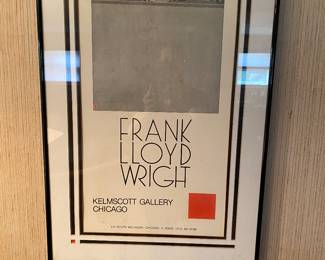 FRANK
LLOYD
WRIGHT
KELMSCOTT GALLERY
CHICAGO